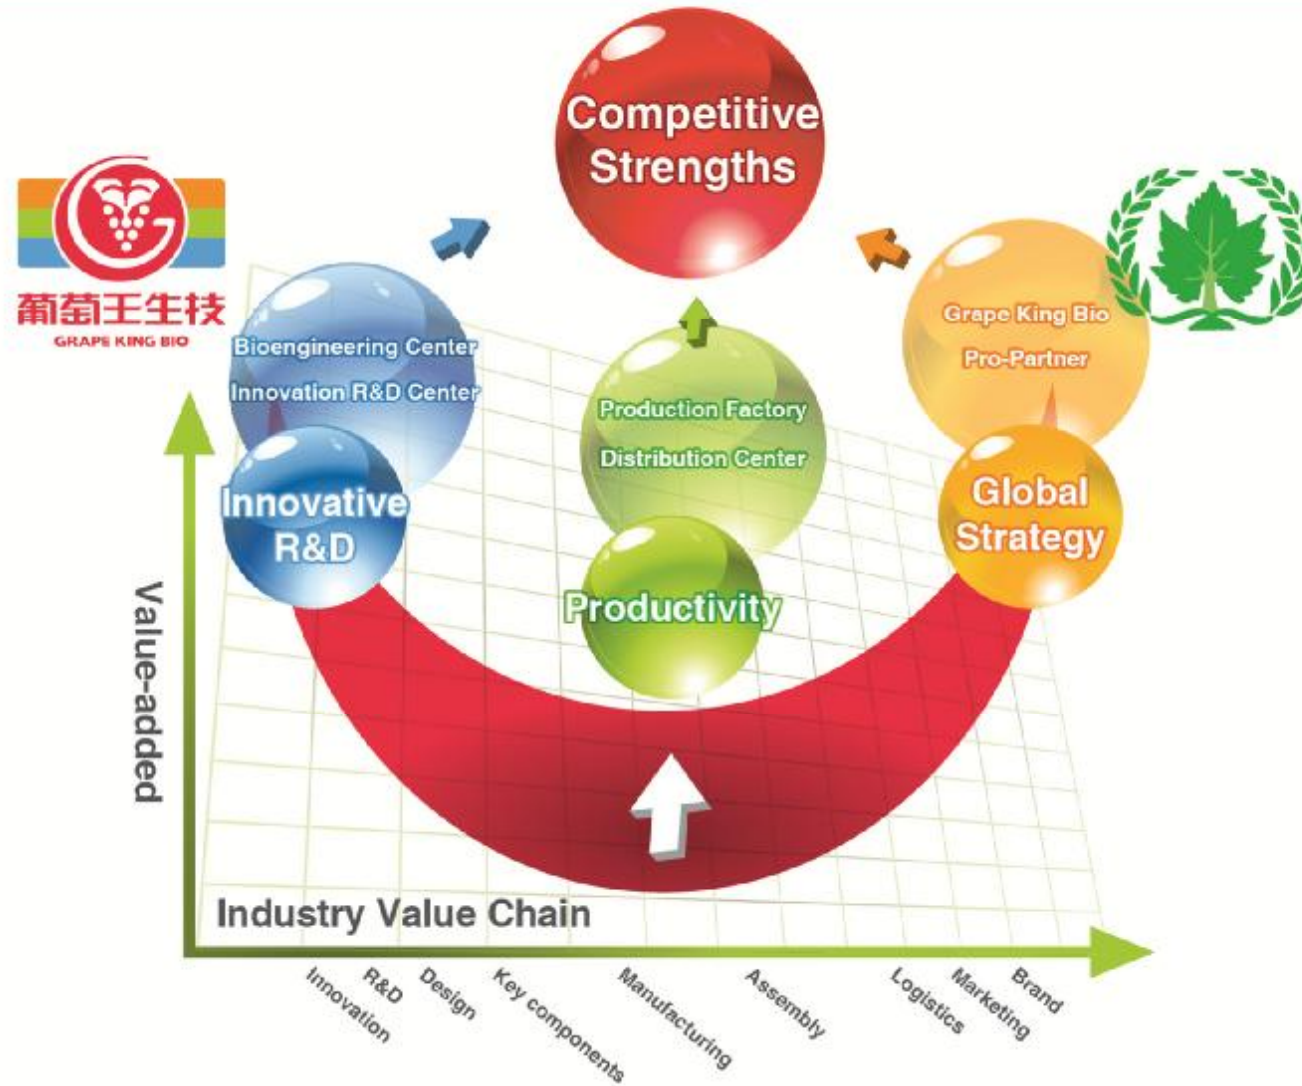 Competitive
Strengths
葡萄王生技
GRAPE KING BIO
Bioengineering Center
Innovation R&D Center
Production Factory
Distribution Center
Grape King Bio
Pro-Partner
Innovative
R&D
Productivity
Global
Strategy
Value-added
Industry Value Chain
Innovation
R&D
Design
Key components
Manufacturing
Assembly
Logistics
Marketing
Brand